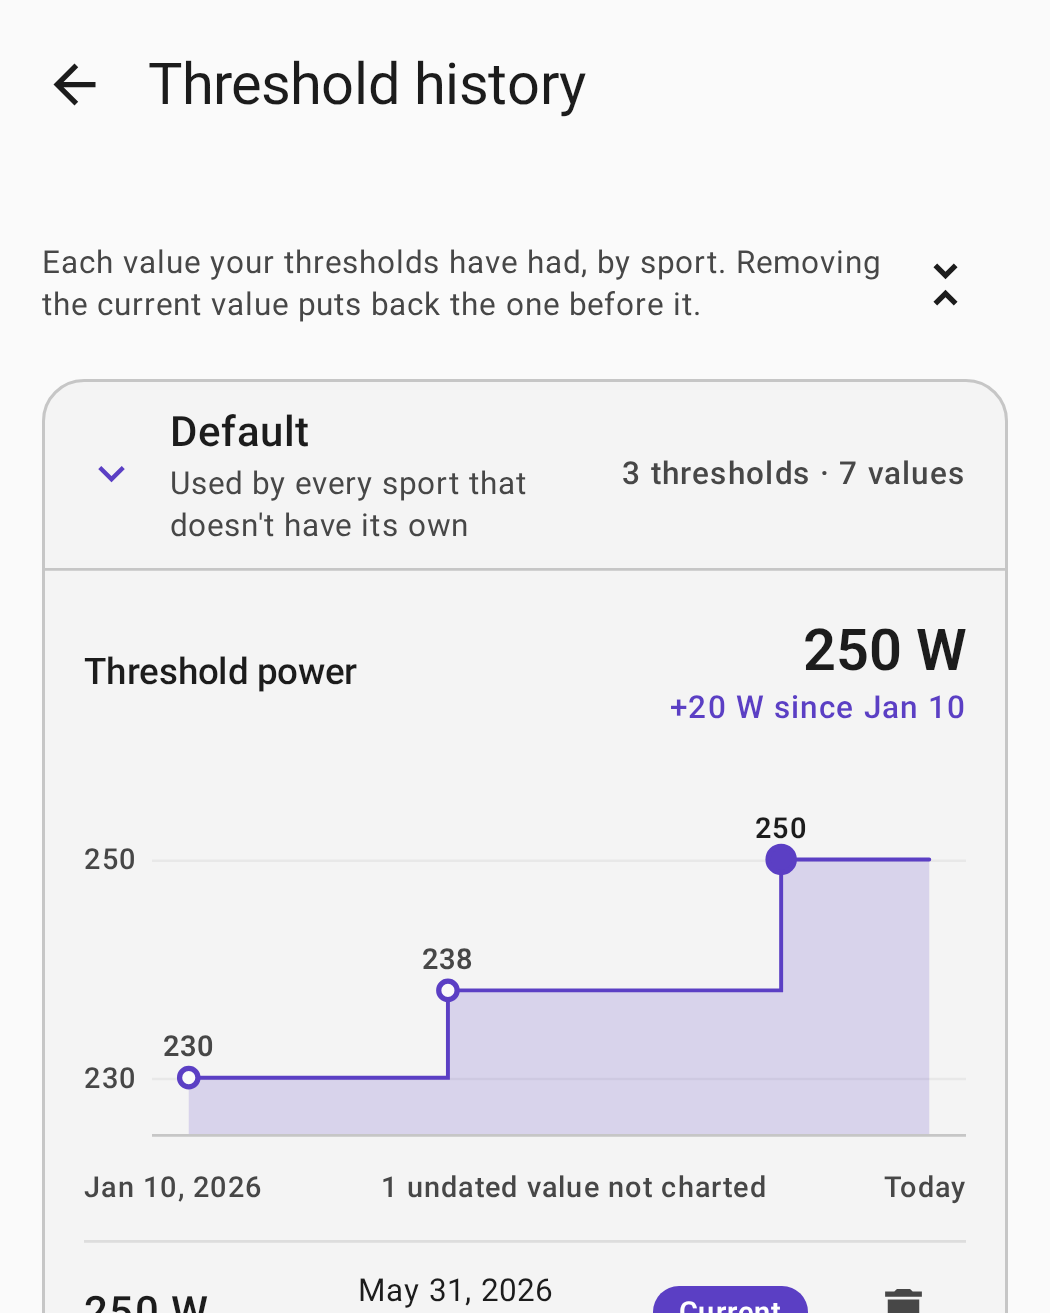 Threshold history
Each value your thresholds have had, by sport. Removing
the current value puts back the one before it.
Default
Used by every sport that
doesn't have its own
3 thresholds · 7 values
Threshold power
250 W
+20 W since Jan 10
250
250
238
230
230
Jan 10, 2026
1 undated value not charted
Today
250 W
May 31, 2026
Current